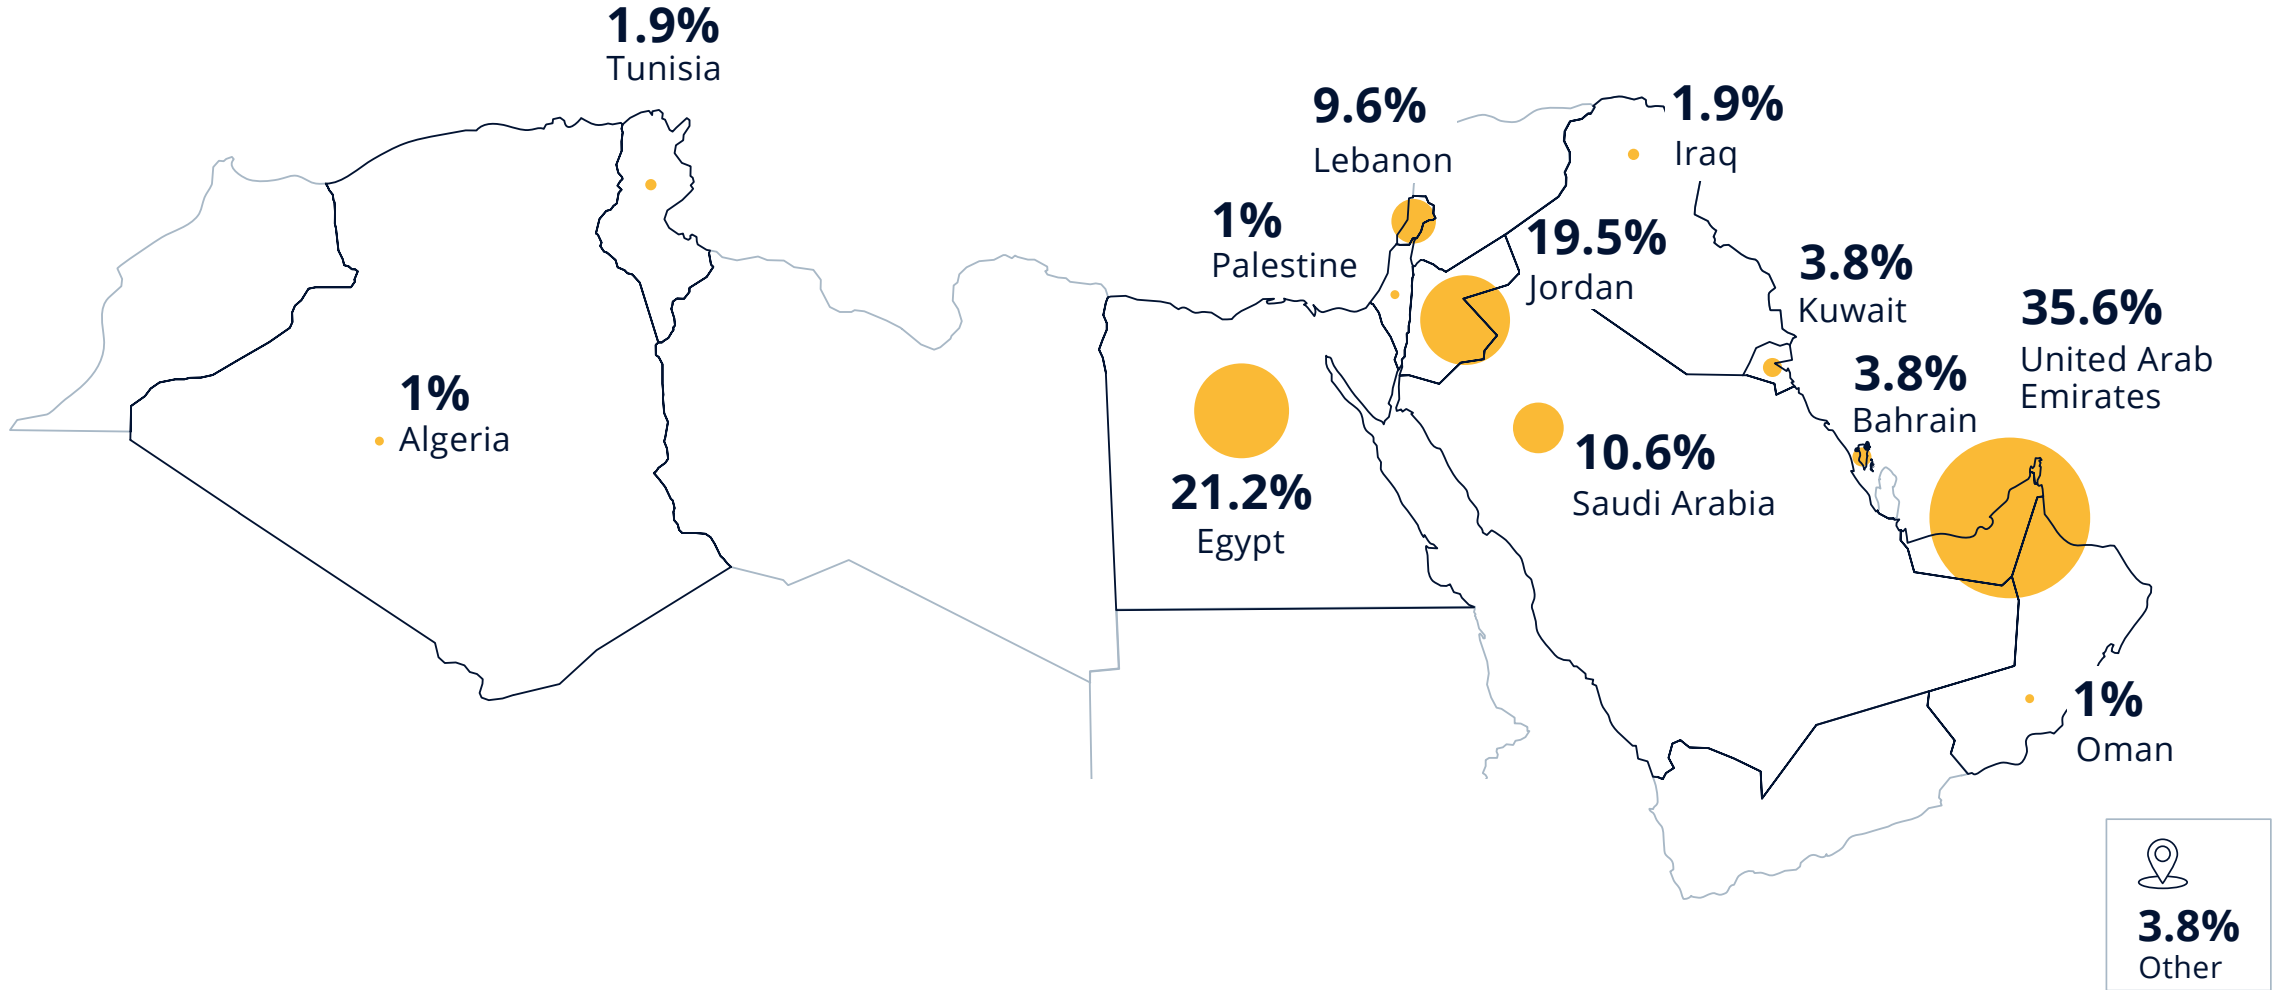 1.9%
Tunisia
9.6%
Lebanon
1.9%
Iraq
1%
Palestine
19.5%
Jordan
3.8%
Kuwait
35.6%
United Arab
Emirates
3.8%
Bahrain
1%
Algeria
10.6%
Saudi Arabia
21.2%
Egypt
1%
Oman
3.8%
Other